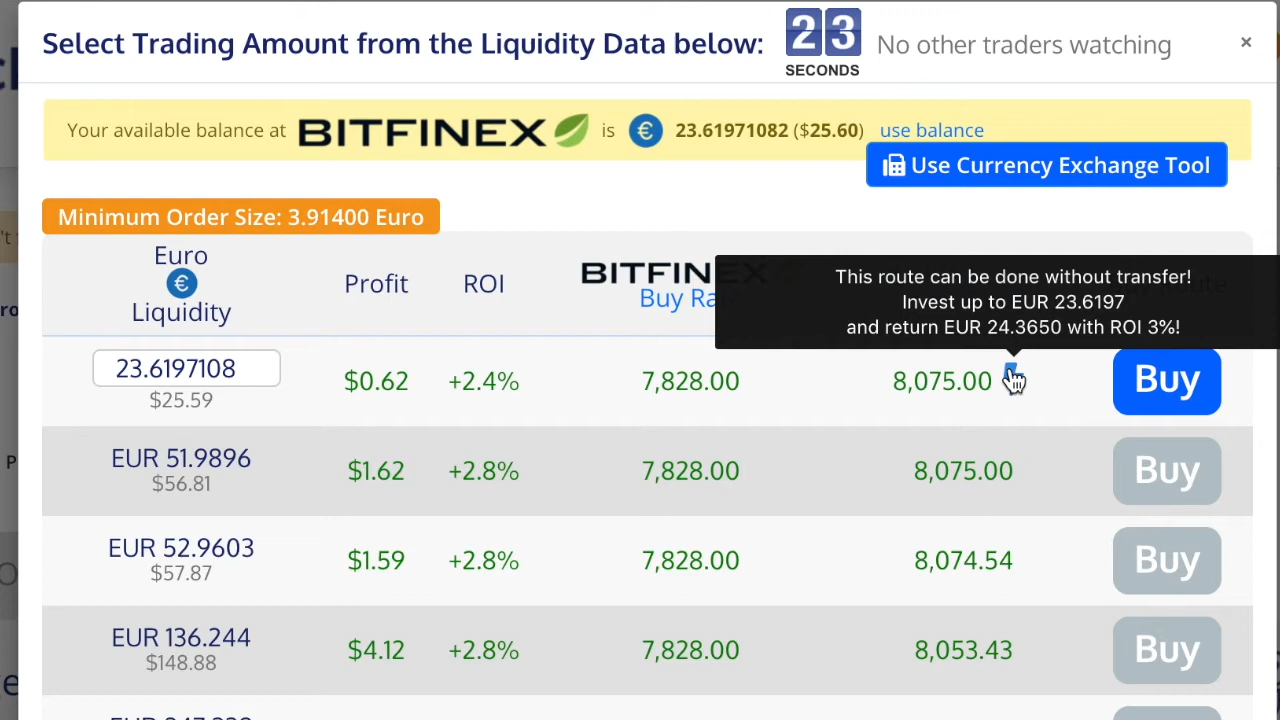 Select Trading Amount from the Liquidity Data below:
23
SECONDS
No other traders watching
×
Your available balance at BITFINEX is € 23.61971082 ($25.60) use balance
Use Currency Exchange Tool
Minimum Order Size: 3.91400 Euro
Euro
€
Liquidity
Profit
ROI
BITFINEX
Buy Ra
This route can be done without transfer!
Invest up to EUR 23.6197
and return EUR 24.3650 with ROI 3%!
23.6197108
$25.59
$0.62 +2.4% 7,828.00 8,075.00 Buy
EUR 51.9896
$56.81
$1.62 +2.8% 7,828.00 8,075.00 Buy
EUR 52.9603
$57.87
$1.59 +2.8% 7,828.00 8,074.54 Buy
EUR 136.244
$148.88
$4.12 +2.8% 7,828.00 8,053.43 Buy